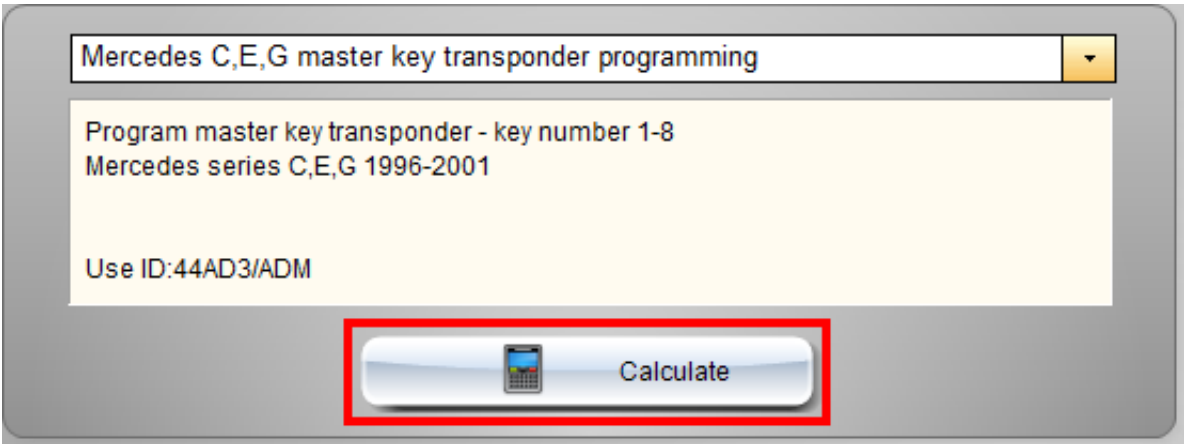 Mercedes C,E,G master key transponder programming
Program master key transponder - key number 1-8
Mercedes series C,E,G 1996-2001
Use ID:44AD3/ADM
Calculate